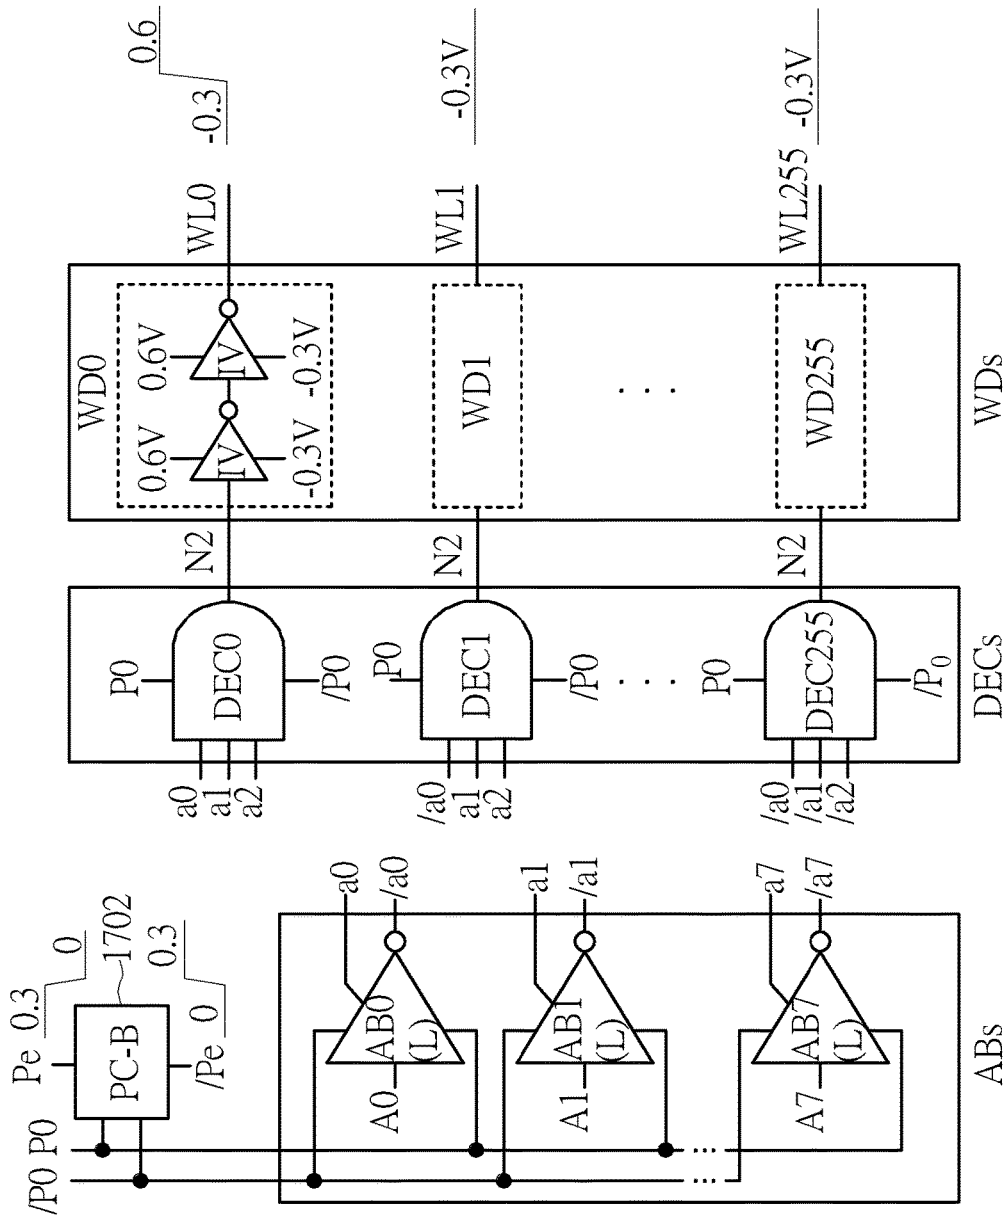 /P0 P0
Pe 0.3 0
PC-B
1702
/Pe 0 0.3
A0
AB0
(L)
a0
/a0
A1
AB1
(L)
a1
/a1
...
A7
AB7
(L)
a7
/a7
ABs
a0
a1
a2
P0
DEC0
/P0
N2
/a0
a1
a2
P0
DEC1
/P0
N2
...
/a0
/a1
/a2
P0
DEC255
/P0
N2
DECs
WD0
0.6V
IV
-0.3V
0.6V
IV
-0.3V
WL0
-0.3 0.6
WD1
WL1
-0.3V
...
WD255
WL255
-0.3V
WDs